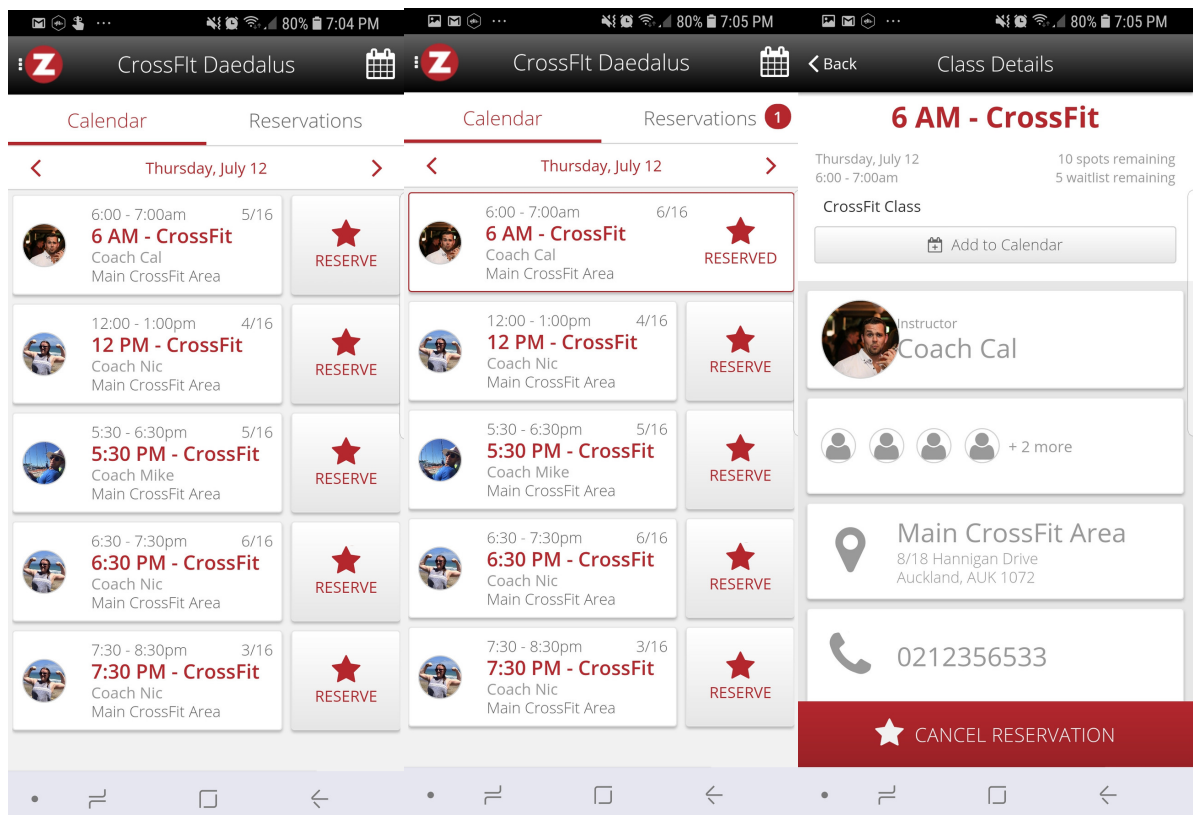 80% 7:04 PM
Z CrossFIt Daedalus
Calendar Reservations
Thursday, July 12
6:00 - 7:00am 5/16
6 AM - CrossFit
Coach Cal
Main CrossFit Area
RESERVE
12:00 - 1:00pm 4/16
12 PM - CrossFit
Coach Nic
Main CrossFit Area
RESERVE
5:30 - 6:30pm 5/16
5:30 PM - CrossFit
Coach Mike
Main CrossFit Area
RESERVE
6:30 - 7:30pm 6/16
6:30 PM - CrossFit
Coach Nic
Main CrossFit Area
RESERVE
7:30 - 8:30pm 3/16
7:30 PM - CrossFit
Coach Nic
Main CrossFit Area
RESERVE
80% 7:05 PM
Z CrossFIt Daedalus
Calendar Reservations 1
Thursday, July 12
6:00 - 7:00am 6/16
6 AM - CrossFit
Coach Cal
Main CrossFit Area
RESERVED
12:00 - 1:00pm 4/16
12 PM - CrossFit
Coach Nic
Main CrossFit Area
RESERVE
5:30 - 6:30pm 5/16
5:30 PM - CrossFit
Coach Mike
Main CrossFit Area
RESERVE
6:30 - 7:30pm 6/16
6:30 PM - CrossFit
Coach Nic
Main CrossFit Area
RESERVE
7:30 - 8:30pm 3/16
7:30 PM - CrossFit
Coach Nic
Main CrossFit Area
RESERVE
80% 7:05 PM
Back Class Details
6 AM - CrossFit
Thursday, July 12 10 spots remaining
6:00 - 7:00am 5 waitlist remaining
CrossFit Class
Add to Calendar
Instructor
Coach Cal
+ 2 more
Main CrossFit Area
8/18 Hannigan Drive
Auckland, AUK 1072
0212356533
CANCEL RESERVATION